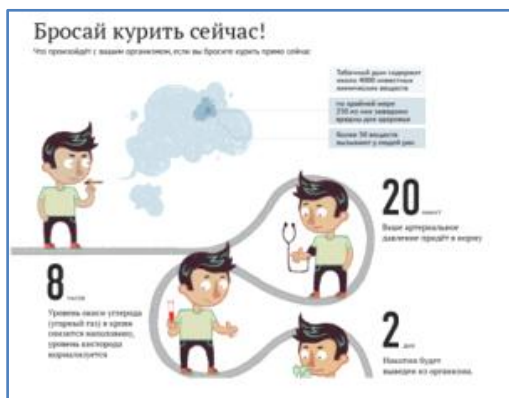 Бросай курить сейчас!
Что произойдёт с вашим организмом, если вы бросите курить прямо сейчас
Табачный дым содержит
около 4000 известных
химических веществ
по крайней мере
250 из них заведомо
вредны для здоровья
более 50 веществ
вызывают у людей рак
20 минут
Ваше артериальное
давление придёт в норму
8 часов
Уровень окиси углерода
(угарный газ) в крови
снизится наполовину,
уровень кислорода
нормализуется
2 дня
Никотин будет
выведен из организма.